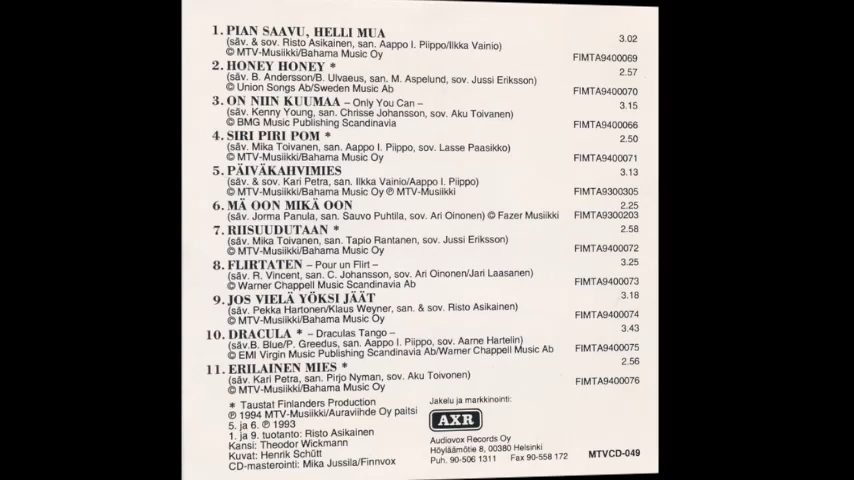 1. PIAN SAAVU, HELLI MUA
(säv. & sov. Risto Asikainen, san. Aappo I. Piippo/Ilkka Vainio) 3.02
© MTV-Musiikki/Bahama Music Oy FIMTA9400069
2. HONEY HONEY * 2.57
(säv. B. Andersson/B. Ulvaeus, san. M. Aspelund, sov. Jussi Eriksson)
© Union Songs Ab/Sweden Music Ab FIMTA9400070
3. ON NIIN KUUMAA – Only You Can – 3.15
(säv. Kenny Young, san. Chrisse Johansson, sov. Aku Toivanen)
© BMG Music Publishing Scandinavia FIMTA9400066
4. SIRI PIRI POM * 2.50
(säv. Mika Toivanen, san. Aappo I. Piippo, sov. Lasse Paasikko)
© MTV-Musiikki/Bahama Music Oy FIMTA9400071
5. PÄIVÄKAHVIMIES 3.13
(säv. & sov. Kari Petra, san. Ilkka Vainio/Aappo I. Piippo)
© MTV-Musiikki/Bahama Music Oy ℗ MTV-Musiikki FIMTA9300305
6. MÄ OON MIKÄ OON 2.25
(säv. Jorma Panula, san. Sauvo Puhtila, sov. Ari Oinonen) © Fazer Musiikki FIMTA9300203
7. RIISUUDUTAAN * 2.58
(säv. Mika Toivanen, san. Tapio Rantanen, sov. Jussi Eriksson)
© MTV-Musiikki/Bahama Music Oy FIMTA9400072
8. FLIRTATEN – Pour un Flirt – 3.25
(säv. R. Vincent, san. C. Johansson, sov. Ari Oinonen/Jari Laasanen)
© Warner Chappell Music Scandinavia Ab FIMTA9400073
9. JOS VIELÄ YÖKSI JÄÄT 3.18
(säv. Pekka Hartonen/Klaus Weyner, san. & sov. Risto Asikainen)
© MTV-Musiikki/Bahama Music Oy FIMTA9400074
10. DRACULA * – Draculas Tango – 3.43
(säv.B. Blue/P. Greedus, san. Aappo I. Piippo, sov. Aarne Hartelin)
© EMI Virgin Music Publishing Scandinavia Ab/Warner Chappell Music Ab FIMTA9400075
11. ERILAINEN MIES * 2.56
(säv. Kari Petra, san. Pirjo Nyman, sov. Aku Toivonen)
© MTV-Musiikki/Bahama Music Oy FIMTA9400076
* Taustat Finlanders Production
℗ 1994 MTV-Musiikki/Auraviihde Oy paitsi
5. ja 6. ℗ 1993
1. ja 9. tuotanto: Risto Asikainen
Kansi: Theodor Wickmann
Kuvat: Henrik Schütt
CD-masterointi: Mika Jussila/Finnvox
Jakelu ja markkinointi:
AXR
Audiovox Records Oy
Höyläämötie 8, 00380 Helsinki
Puh. 90-506 1311 Fax 90-558 172
MTVCD-049